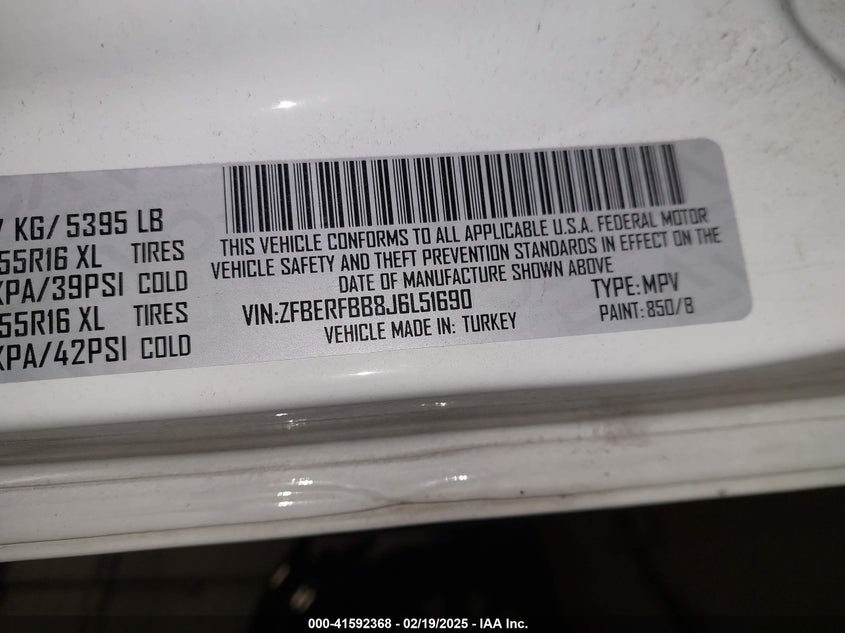 7 KG/ 5395 LB
55R16 XL TIRES
KPA/39PSI COLD
55R16 XL TIRES
KPA/42PSI COLD
THIS VEHICLE CONFORMS TO ALL APPLICABLE U.S.A. FEDERAL MOTOR
VEHICLE SAFETY AND THEFT PREVENTION STANDARDS IN EFFECT ON THE
DATE OF MANUFACTURE SHOWN ABOVE
VIN:ZFBERFBB8J6L51690 TYPE:MPV
VEHICLE MADE IN: TURKEY PAINT: 850/B
000-41592368 - 02/19/2025 - IAA Inc.